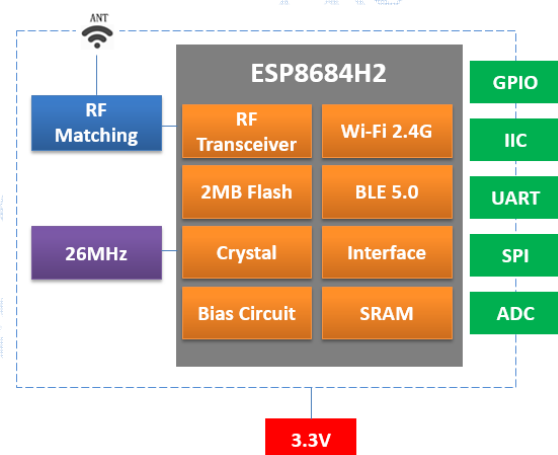 ANT
ESP8684H2
RF
Matching
RF
Transceiver
Wi-Fi 2.4G
2MB Flash
BLE 5.0
26MHz
Crystal
Interface
Bias Circuit
SRAM
GPIO
IIC
UART
SPI
ADC
3.3V